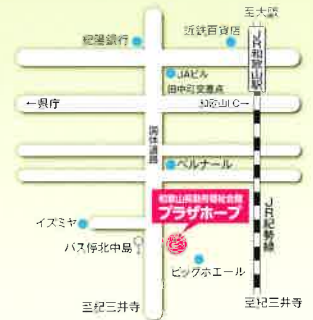 至大阪
紀陽銀行
近鉄百貨店
JR和歌山駅
JAビル
田中町交差点
←県庁
和歌山I.C→
国体道路
ベルナール
和歌山県勤労福祉会館
プラザホープ
イズミヤ
バス停北中島
ビッグホエール
JR紀勢線
至紀三井寺
至紀三井寺